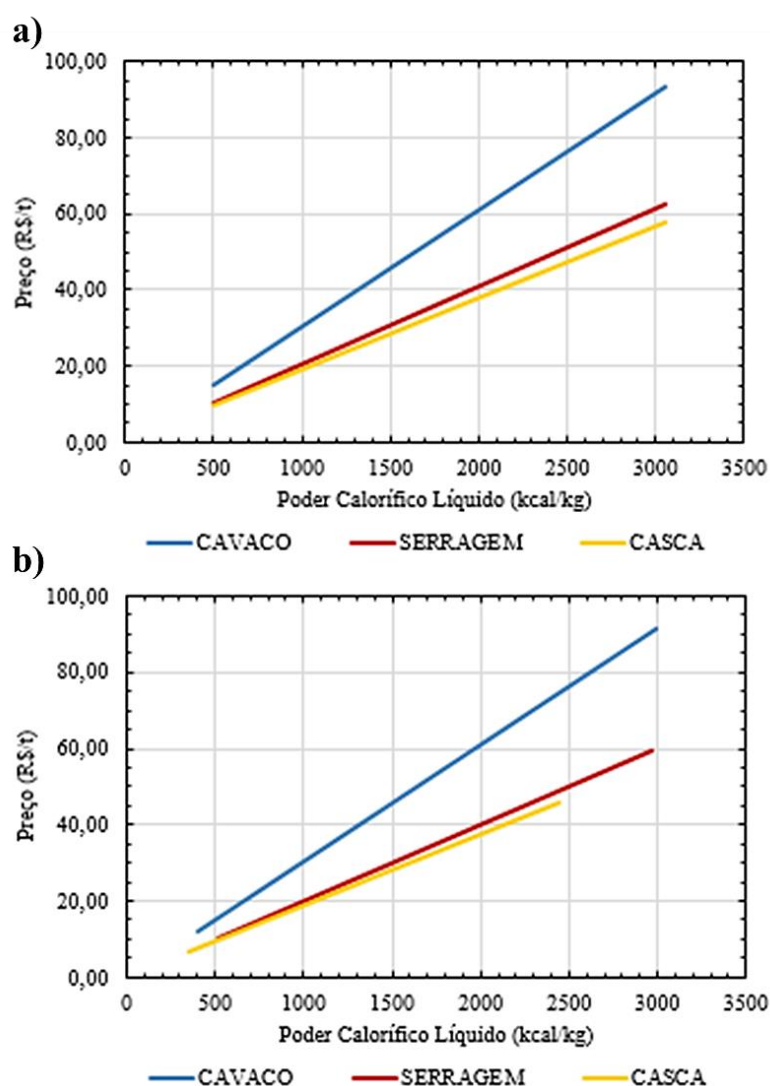 a)
100,00
80,00
60,00
40,00
20,00
0,00
Preço (R$/t)
0 500 1000 1500 2000 2500 3000 3500
Poder Calorífico Líquido (kcal/kg)
CAVACO SERRAGEM CASCA
b)
100,00
80,00
60,00
40,00
20,00
0,00
Preço (R$/t)
0 500 1000 1500 2000 2500 3000 3500
Poder Calorífico Líquido (kcal/kg)
CAVACO SERRAGEM CASCA